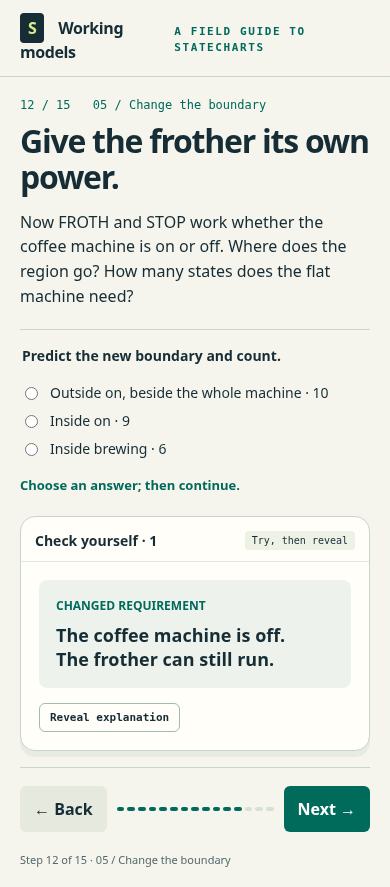 S Working models
A FIELD GUIDE TO
STATECHARTS
12 / 15 05 / Change the boundary
Give the frother its own
power.
Now FROTH and STOP work whether the
coffee machine is on or off. Where does the
region go? How many states does the flat
machine need?
Predict the new boundary and count.
Outside on, beside the whole machine · 10
Inside on · 9
Inside brewing · 6
Choose an answer; then continue.
Check yourself · 1
Try, then reveal
CHANGED REQUIREMENT
The coffee machine is off.
The frother can still run.
Reveal explanation
← Back
Next →
Step 12 of 15 · 05 / Change the boundary